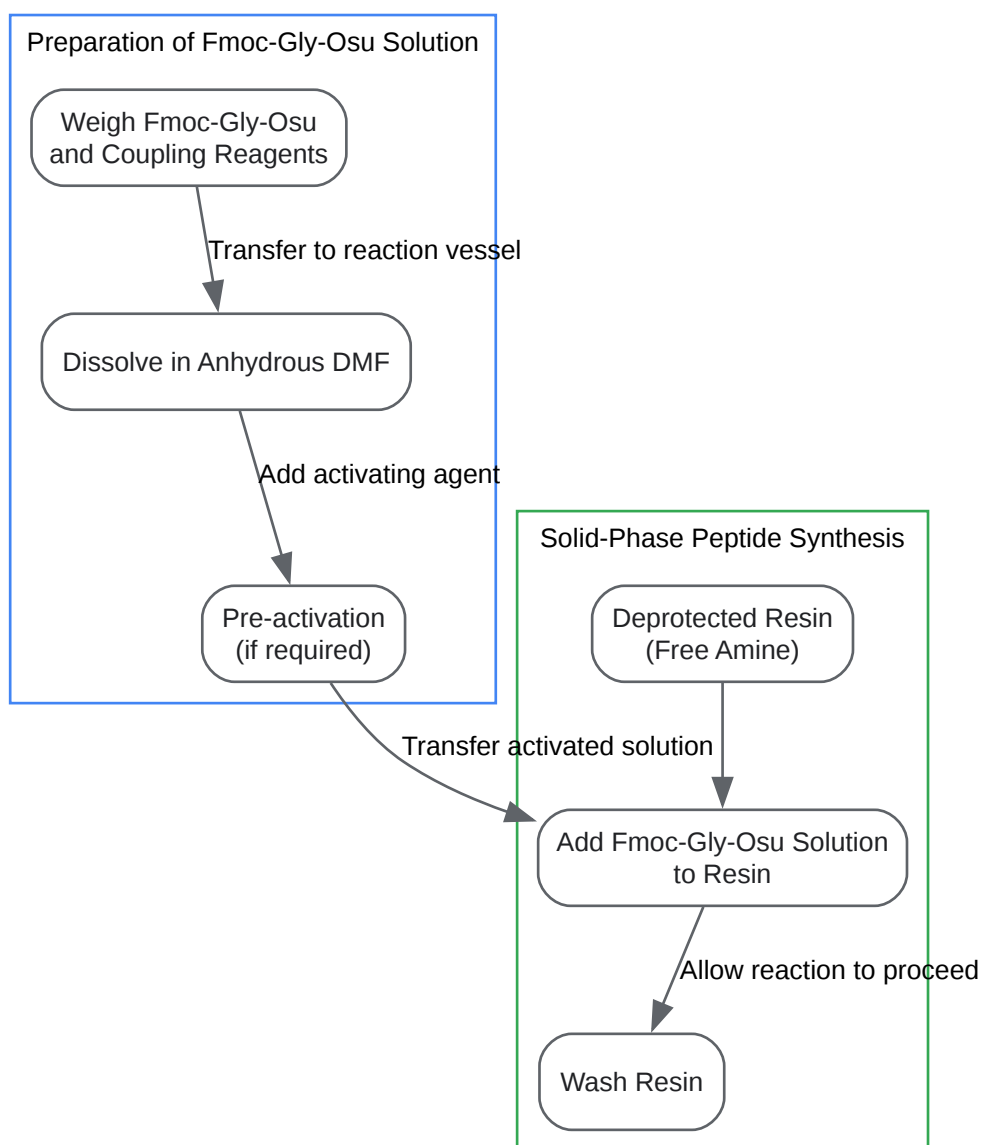 Preparation of Fmoc-Gly-Osu Solution
Weigh Fmoc-Gly-Osu
and Coupling Reagents
Transfer to reaction vessel
Dissolve in Anhydrous DMF
Add activating agent
Pre-activation
(if required)
Solid-Phase Peptide Synthesis
Deprotected Resin
(Free Amine)
Transfer activated solution
Add Fmoc-Gly-Osu Solution
to Resin
Allow reaction to proceed
Wash Resin